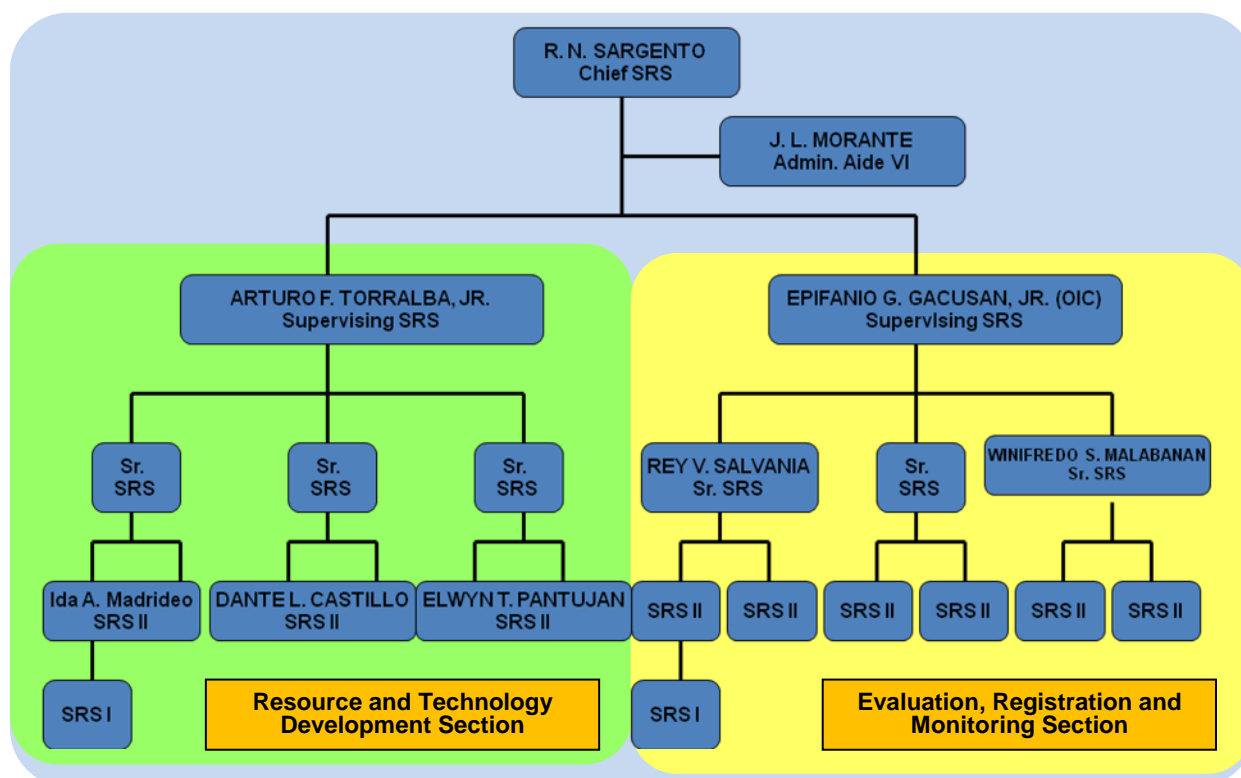 R. N. SARGENTO
Chief SRS
J. L. MORANTE
Admin. Aide VI
ARTURO F. TORRALBA, JR.
Supervising SRS
EPIFANIO G. GACUSAN, JR. (OIC)
Supervising SRS
Sr.
SRS
Sr.
SRS
Sr.
SRS
REY V. SALVANIA
Sr. SRS
Sr.
SRS
WINIFREDO S. MALABANAN
Sr. SRS
Ida A. Madrideo
SRS II
DANTE L. CASTILLO
SRS II
ELWYN T. PANTUJAN
SRS II
SRS II
SRS II
SRS II
SRS II
SRS II
SRS II
SRS I
Resource and Technology
Development Section
SRS I
Evaluation, Registration and
Monitoring Section